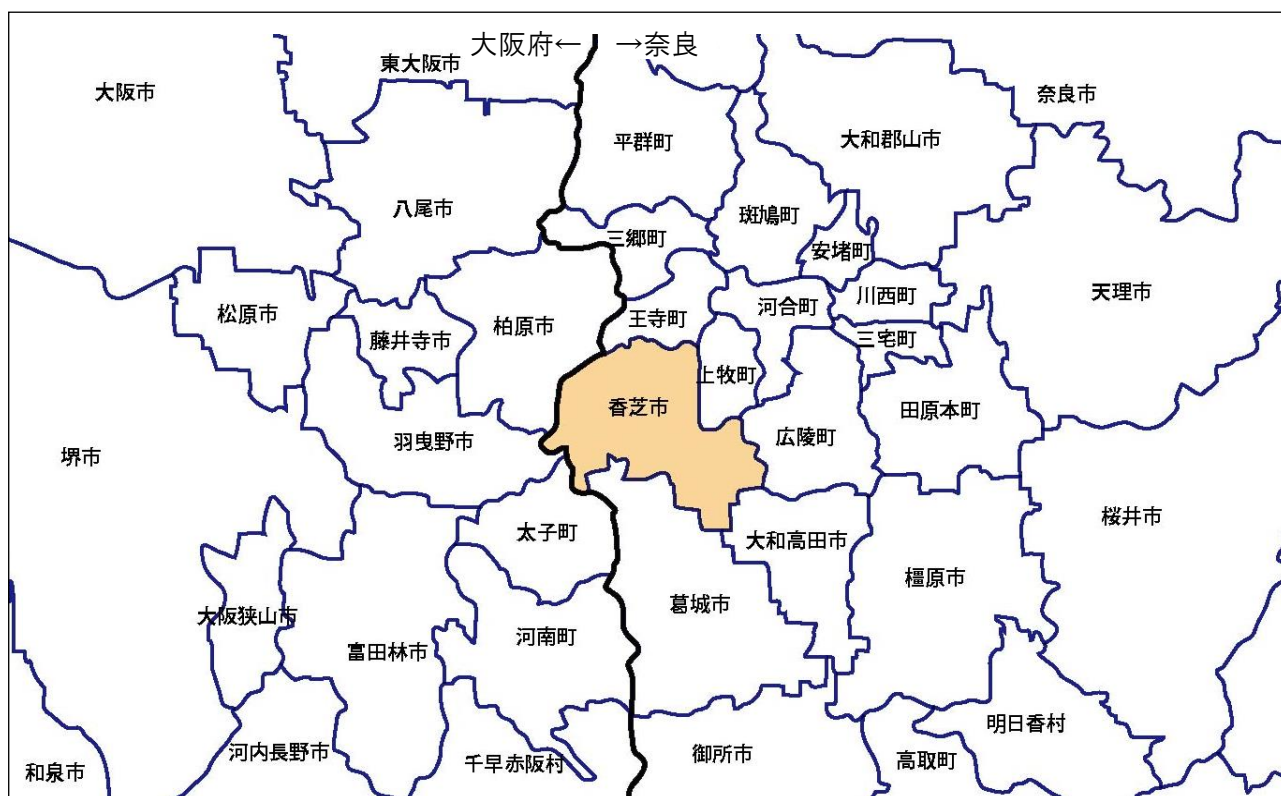 大阪府← →奈良
東大阪市
大阪市
奈良市
平群町
大和郡山市
八尾市
斑鳩町
三郷町
安堵町
天理市
川西町
松原市
河合町
王寺町
柏原市
藤井寺市
三宅町
上牧町
香芝市
田原本町
広陵町
羽曳野市
堺市
桜井市
太子町
大和高田市
橿原市
葛城市
大阪狭山市
河南町
富田林市
明日香村
河内長野市
御所市
千早赤阪村
高取町
和泉市